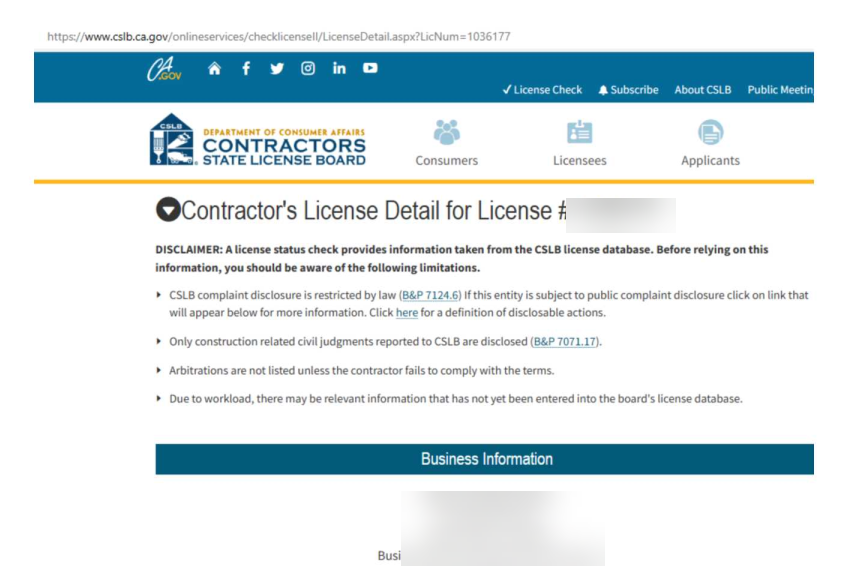 https://www.cslb.ca.gov/onlineservices/checklicensell/LicenseDetail.aspx?LicNum=1036177
CA.GOV
License Check Subscribe About CSLB Public Meetin
CSLB
DEPARTMENT OF CONSUMER AFFAIRS
CONTRACTORS
STATE LICENSE BOARD
Consumers Licensees Applicants
Contractor's License Detail for License #
DISCLAIMER: A license status check provides information taken from the CSLB license database. Before relying on this
information, you should be aware of the following limitations.
CSLB complaint disclosure is restricted by law (B&P 7124.6) If this entity is subject to public complaint disclosure click on link that
will appear below for more information. Click here for a definition of disclosable actions.
Only construction related civil judgments reported to CSLB are disclosed (B&P 7071.17).
Arbitrations are not listed unless the contractor fails to comply with the terms.
Due to workload, there may be relevant information that has not yet been entered into the board's license database.
Business Information
Busi